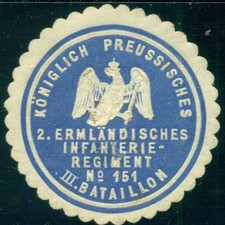 KÖNIGLICH PREUSSISCHES
2. ERMLÄNDISCHES
INFANTERIE-
REGIMENT
No 151
III. BATAILLON